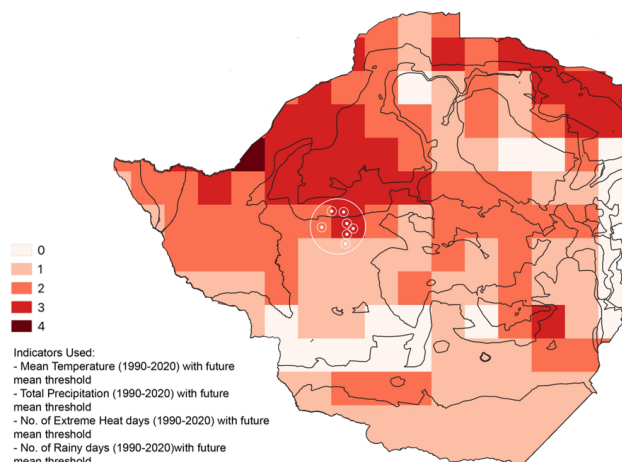 0
1
2
3
4
Indicators Used:
- Mean Temperature (1990-2020) with future
mean threshold
- Total Precipitation (1990-2020) with future
mean threshold
- No. of Extreme Heat days (1990-2020) with future
mean threshold
- No. of Rainy days (1990-2020)with future
mean threshold